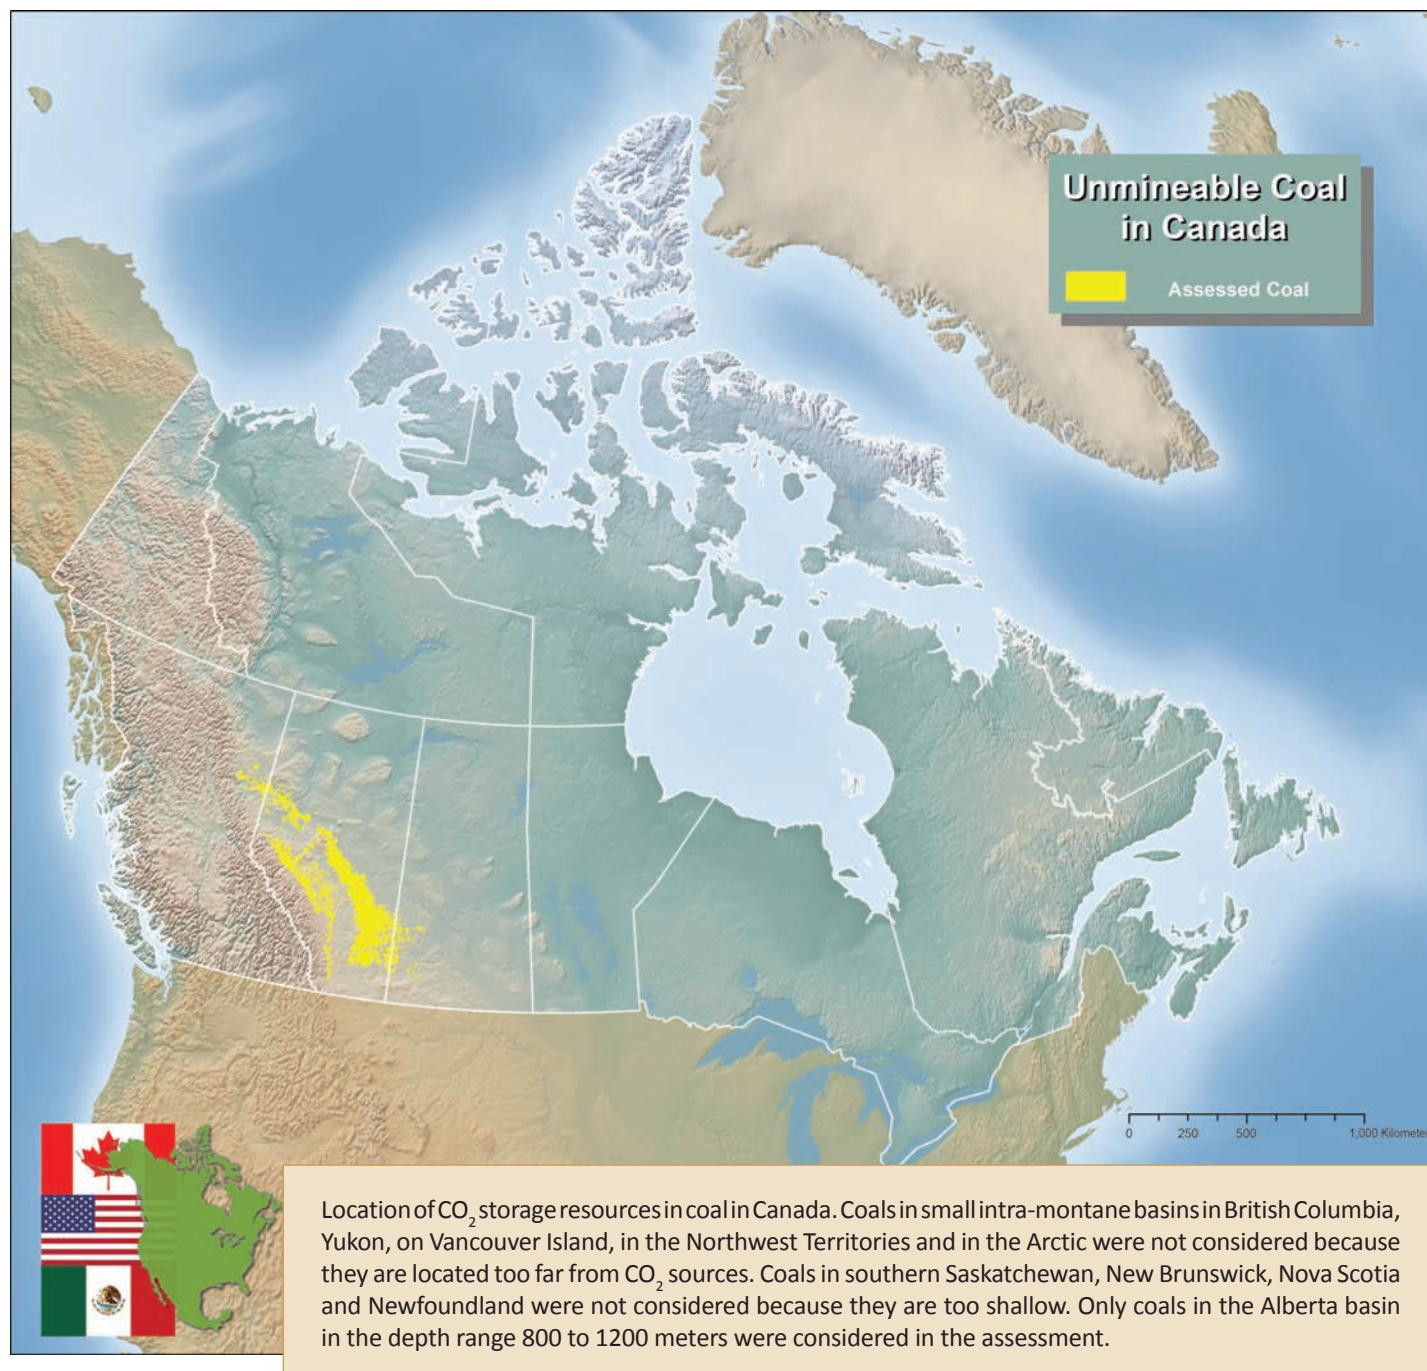 Unmineable Coal
in Canada
Assessed Coal
0 250 500 1,000 Kilomete
Location of CO2 storage resources in coal in Canada. Coals in small intra-montane basins in British Columbia,
Yukon, on Vancouver Island, in the Northwest Territories and in the Arctic were not considered because
they are located too far from CO2 sources. Coals in southern Saskatchewan, New Brunswick, Nova Scotia
and Newfoundland were not considered because they are too shallow. Only coals in the Alberta basin
in the depth range 800 to 1200 meters were considered in the assessment.